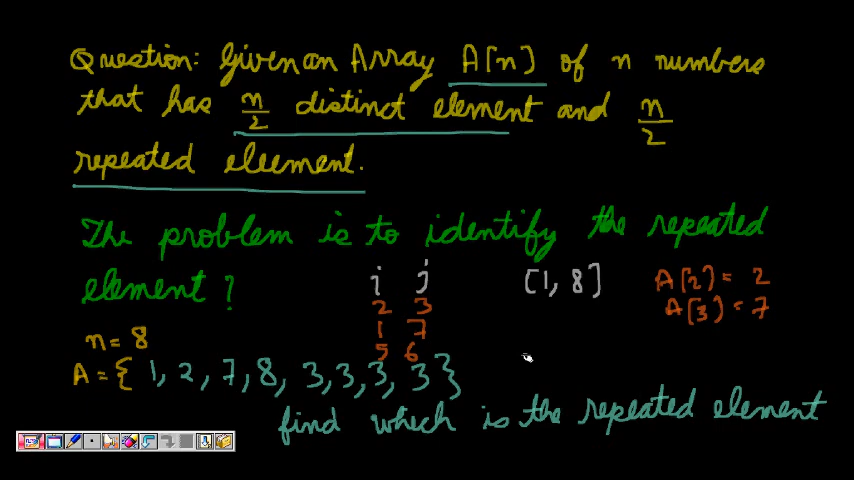 Question: Given an Array A[n] of n numbers
that has n/2 distinct element and n/2
repeated eleement.
The problem is to identify the repeated
element?
i j [1, 8] A[2] = 2
2 3 A[3] = 7
1 7
5 6
n = 8
A = { 1, 2, 7, 8, 3, 3, 3, 3 }
find which is the repeated element